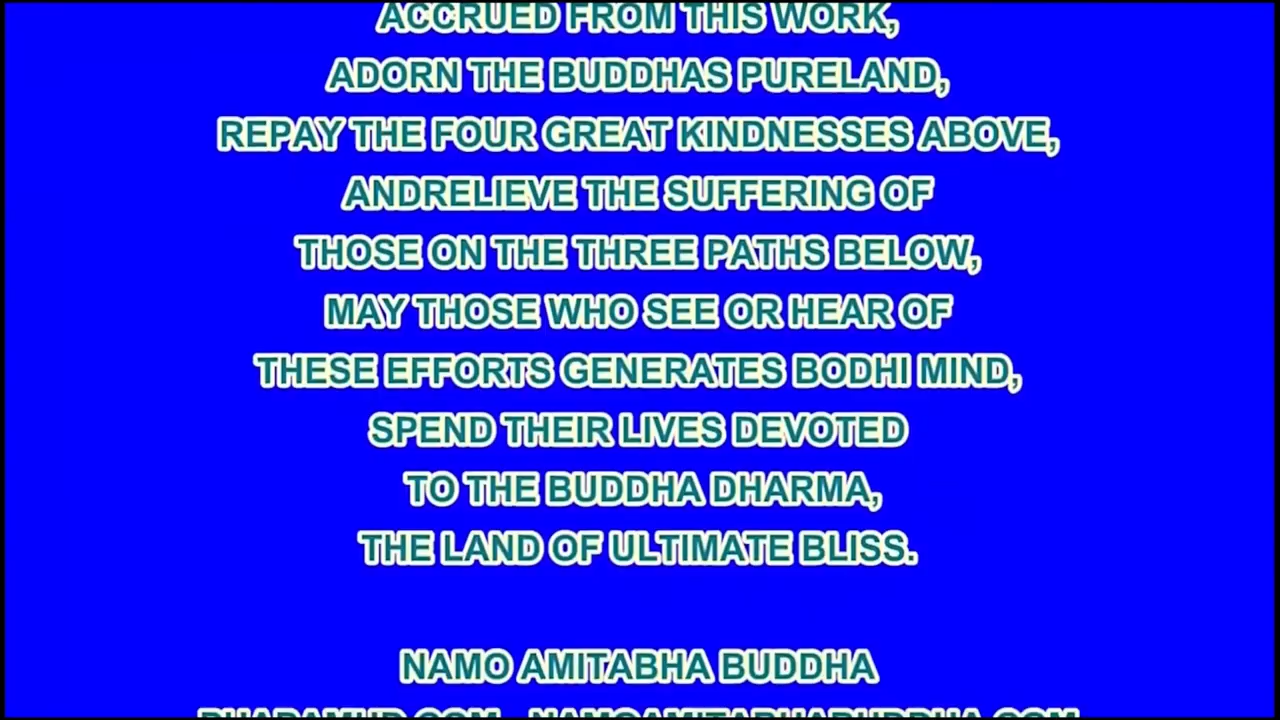 ACCRUED FROM THIS WORK,
ADORN THE BUDDHAS PURELAND,
REPAY THE FOUR GREAT KINDNESSES ABOVE,
ANDRELIEVE THE SUFFERING OF
THOSE ON THE THREE PATHS BELOW,
MAY THOSE WHO SEE OR HEAR OF
THESE EFFORTS GENERATES BODHI MIND,
SPEND THEIR LIVES DEVOTED
TO THE BUDDHA DHARMA,
THE LAND OF ULTIMATE BLISS.
NAMO AMITABHA BUDDHA